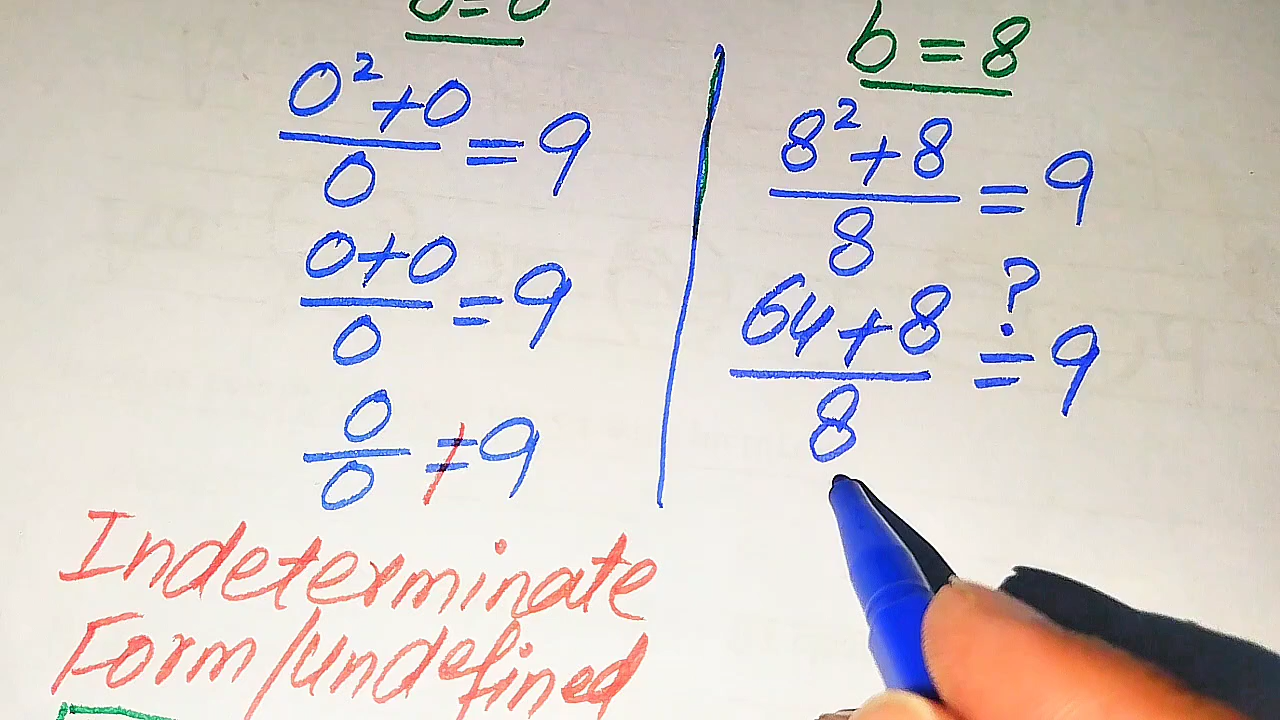 b=0
0²+0/0 = 9
0+0/0 = 9
0/0 ≠ 9
Indeterminate
Form/undefined
b = 8
8²+8/8 = 9
64+8/8 ≟ 9